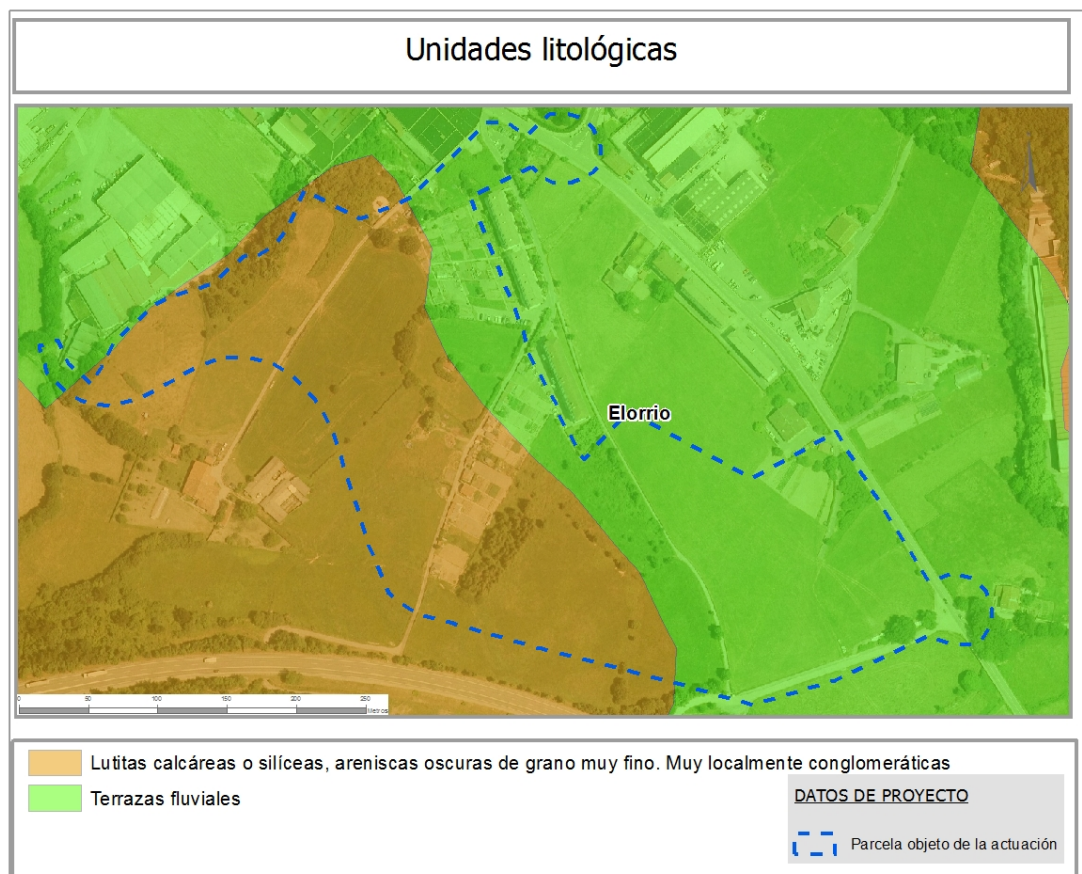 Unidades litológicas
Elorrio
0 50 100 150 200 250
Metros
Lutitas calcáreas o silíceas, areniscas oscuras de grano muy fino. Muy localmente conglomeráticas
Terrazas fluviales
DATOS DE PROYECTO
Parcela objeto de la actuación